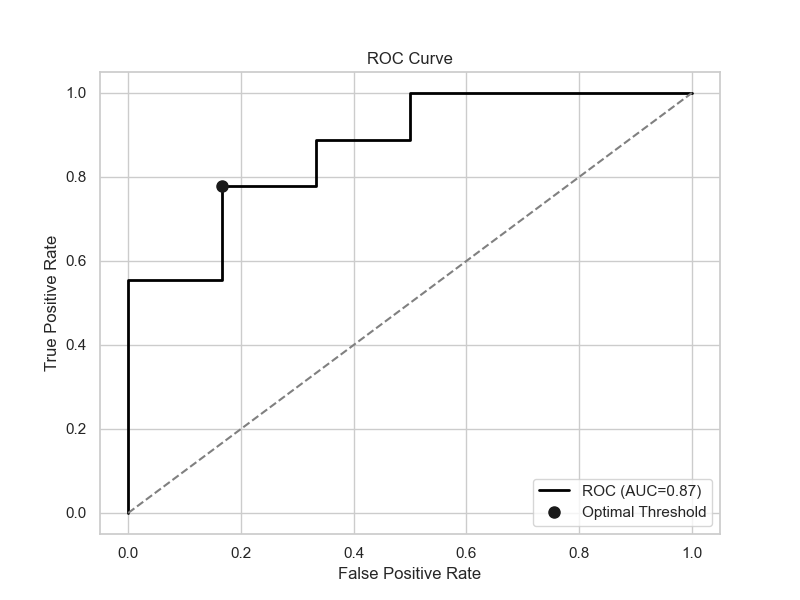 ROC Curve
1.0
0.8
0.6
0.4
0.2
0.0
True Positive Rate
0.0 0.2 0.4 0.6 0.8 1.0
False Positive Rate
ROC (AUC=0.87)
Optimal Threshold